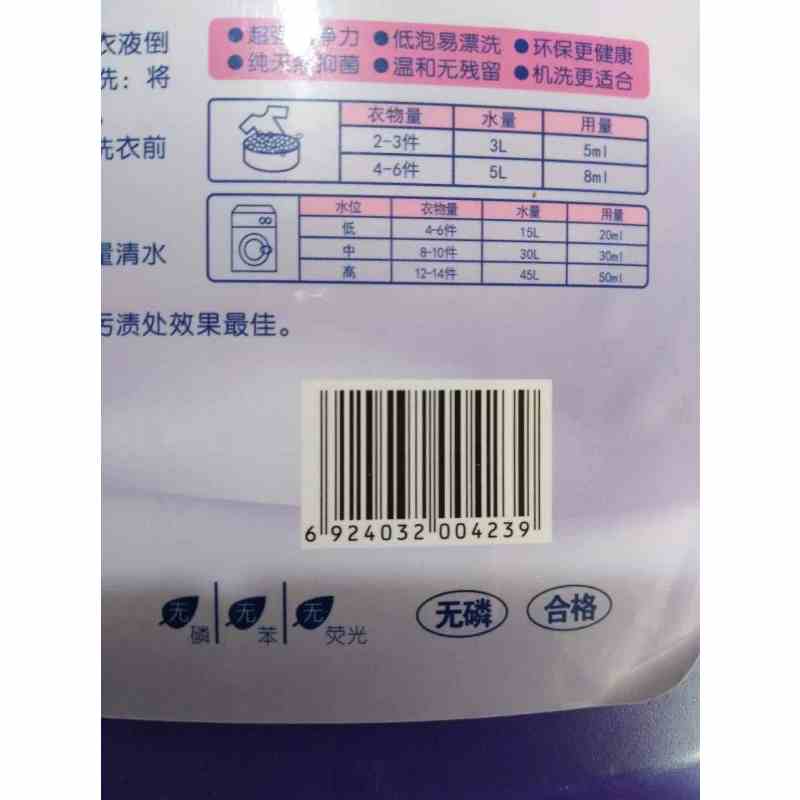 衣液倒
洗：将
洗衣前
量清水
污渍处效果最佳。
●超强 净力 ●低泡易漂洗 ●环保更健康
●纯天然抑菌 ●温和无残留 ●机洗更适合
衣物量 水量 用量
2-3件 3L 5ml
4-6件 5L 8ml
水位 衣物量 水量 用量
低 4-6件 15L 20ml
中 8-10件 30L 30ml
高 12-14件 45L 50ml
6 924032 004239
无磷 无苯 无荧光
无磷 合格